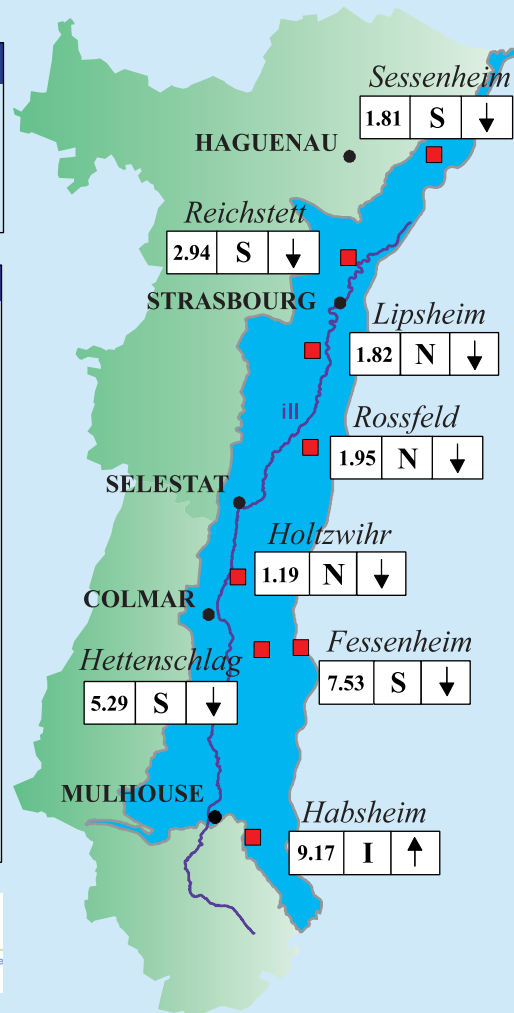 Sessenheim
1.81 S ↓
HAGUENAU
Reichstett
2.94 S ↓
STRASBOURG
Lipsheim
1.82 N ↓
ill
Rossfeld
1.95 N ↓
SELESTAT
Holtzwihr
1.19 N ↓
COLMAR
Fessenheim
7.53 S ↓
Hettenschlag
5.29 S ↓
MULHOUSE
Habsheim
9.17 I ↑